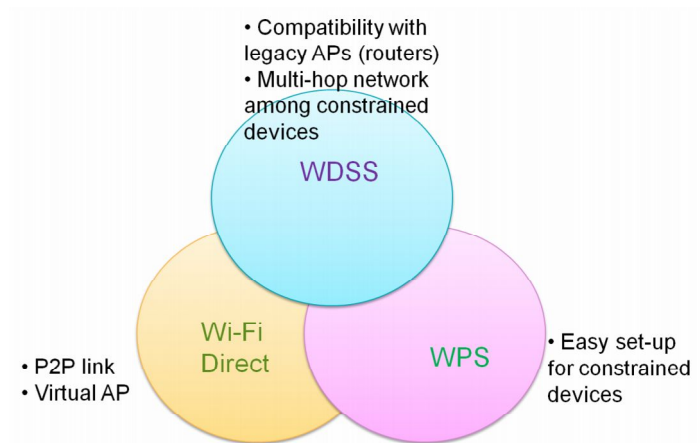 • Compatibility with
legacy APs (routers)
• Multi-hop network
among constrained
devices
WDSS
Wi-Fi
Direct
WPS
• P2P link
• Virtual AP
• Easy set-up
for constrained
devices